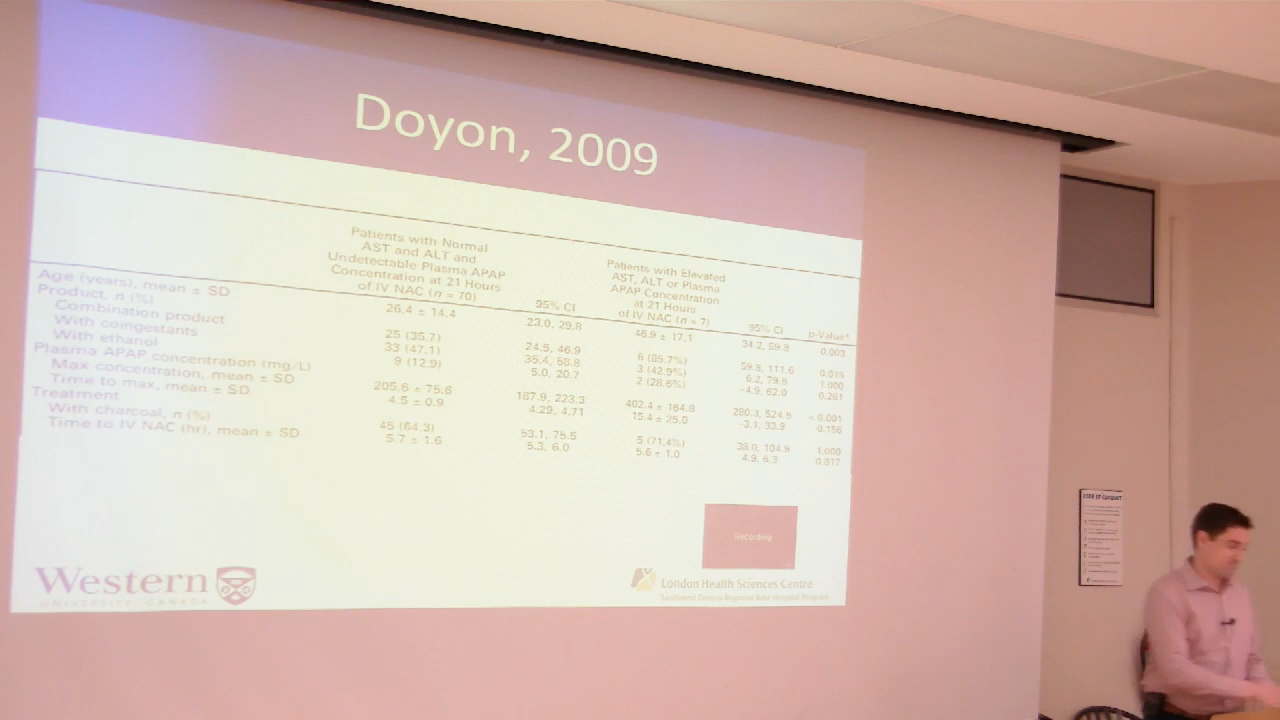 Doyon, 2009
Patients with Normal
AST and ALT and
Undetectable Plasma APAP
Concentration at 21 Hours
of IV NAC (n = 70)
95% CI
Patients with Elevated
AST, ALT or Plasma
APAP Concentration
at 21 Hours
of IV NAC (n = 7)
95% CI
p-Value*
Age (years), mean ± SD 26.4 ± 14.4 23.0, 29.8 46.9 ± 17.1 34.2, 59.8 0.003
Product, n (%)
Combination product 25 (35.7) 24.5, 46.9 6 (85.7%) 59.8, 111.6 0.015
With coingestants 33 (47.1) 35.4, 58.8 3 (42.9%) 6.2, 79.5 1.000
With ethanol 9 (12.9) 5.0, 20.7 2 (28.6%) −4.9, 62.0 0.261
Plasma APAP concentration (mg/L)
Max concentration, mean ± SD 205.6 ± 75.6 187.9, 223.3 402.4 ± 164.8 280.3, 524.5 < 0.001
Time to max, mean ± SD 4.5 ± 0.9 4.29, 4.71 15.4 ± 25.0 −3.1, 33.9 0.156
Treatment
With charcoal, n (%) 45 (64.3) 53.1, 75.5 5 (71.4%) 38.0, 104.9 1.000
Time to IV NAC (hr), mean ± SD 5.7 ± 1.6 5.3, 6.0 5.6 ± 1.0 4.9, 6.3 0.817
Recording
Western
UNIVERSITY · CANADA
London Health Sciences Centre
CODE OF CONDUCT